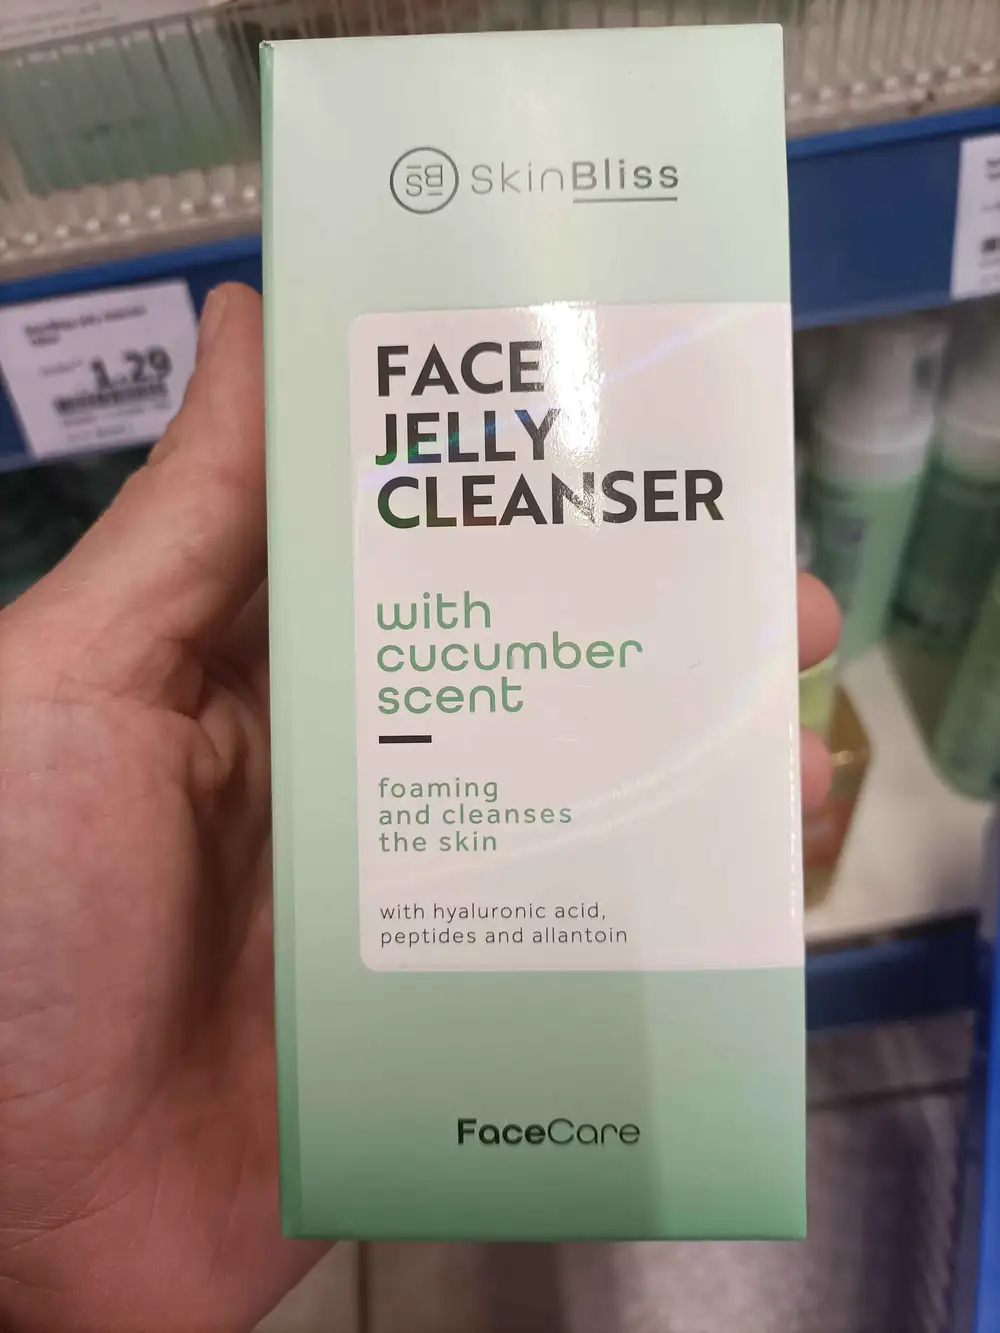 SB SkinBliss
FACE
JELLY
CLEANSER
with
cucumber
scent
foaming
and cleanses
the skin
with hyaluronic acid,
peptides and allantoin
FaceCare
1.29